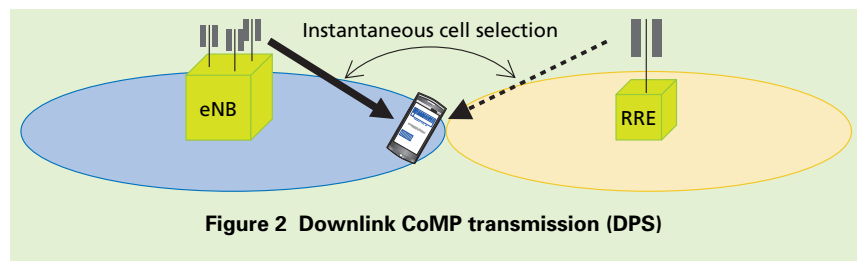 Instantaneous cell selection
eNB
RRE
Figure 2 Downlink CoMP transmission (DPS)